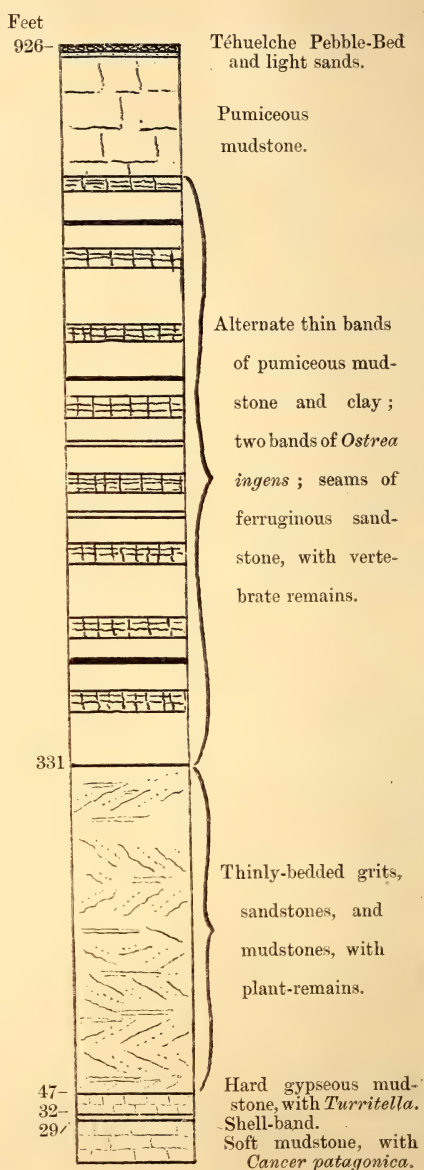 Feet
926-
Téhuelche Pebble-Bed
and light sands.
Pumiceous
mudstone.
Alternate thin bands
of pumiceous mud-
stone and clay ;
two bands of Ostrea
ingens ; seams of
ferruginous sand-
stone, with verte-
brate remains.
331
Thinly-bedded grits,
sandstones, and
mudstones, with
plant-remains.
47-
Hard gypseous mud-
stone, with Turritella.
32-
Shell-band.
29
Soft mudstone, with
Cancer patagonica.